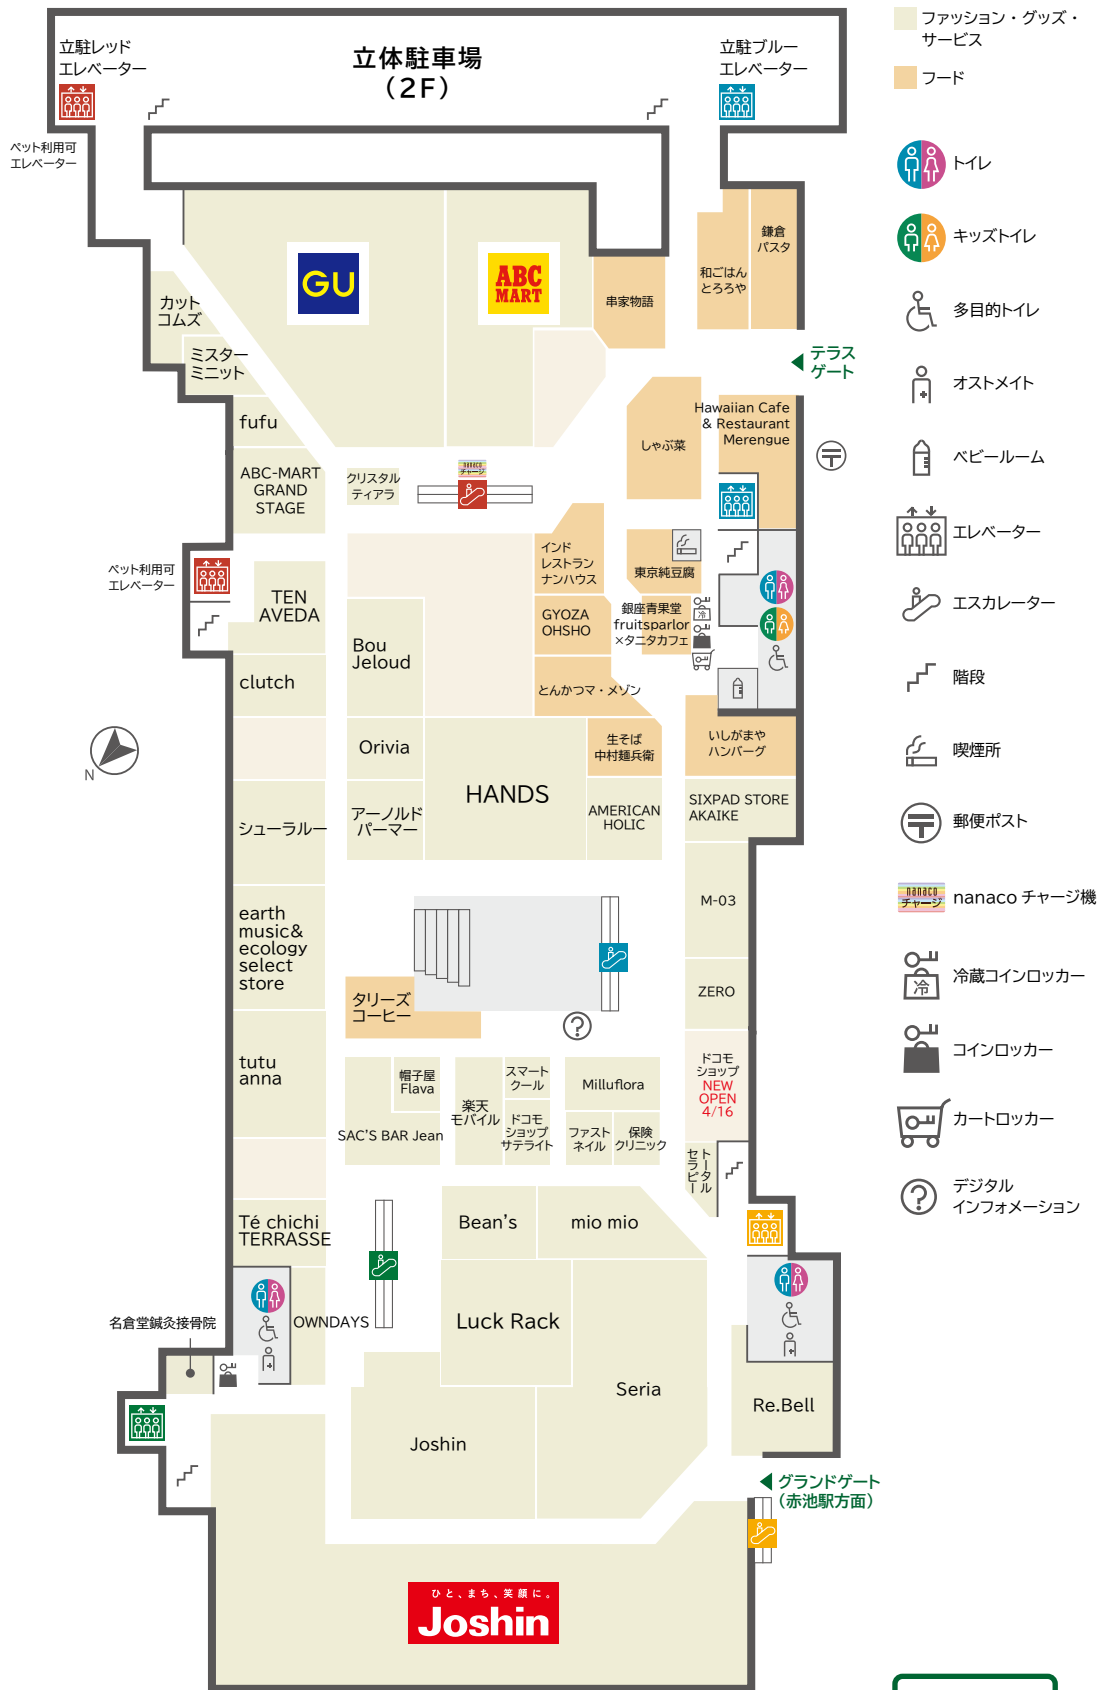 立駐レッド
エレベーター
立体駐車場
（2F）
立駐ブルー
エレベーター
ペット利用可
エレベーター
GU
ABC
MART
串家物語
和ごはん
とろろや
鎌倉
パスタ
カット
コムズ
ミスター
ミニット
テラス
ゲート
fufu
しゃぶ菜
Hawaiian Cafe
& Restaurant
Merengue
ABC-MART
GRAND
STAGE
クリスタル
ティアラ
nanaco
チャージ
インド
レストラン
ナンハウス
東京純豆腐
ペット利用可
エレベーター
TEN
AVEDA
GYOZA
OHSHO
銀座青果堂
fruitsparlor
×タニタカフェ
冷
Bou
Jeloud
clutch
とんかつマ・メゾン
Orivia
生そば
中村麺兵衛
いしがまや
ハンバーグ
N
HANDS
シューラルー
アーノルド
パーマー
AMERICAN
HOLIC
SIXPAD STORE
AKAIKE
earth
music&
ecology
select
store
M-03
ZERO
タリーズ
コーヒー
tutu
anna
帽子屋
Flava
SAC'S BAR Jean
楽天
モバイル
スマート
クール
ドコモ
ショップ
サテライト
Milluflora
ファスト
ネイル
保険
クリニック
ドコモ
ショップ
NEW
OPEN
4/16
トータル
セラピー
Té chichi
TERRASSE
Bean's
mio mio
OWNDAYS
Luck Rack
名倉堂鍼灸接骨院
Seria
Re.Bell
Joshin
グランドゲート
（赤池駅方面）
ひと、まち、笑顔に。
Joshin
ファッション・グッズ・
サービス
フード
トイレ
キッズトイレ
多目的トイレ
オストメイト
ベビールーム
エレベーター
エスカレーター
階段
喫煙所
郵便ポスト
nanaco
チャージ
nanaco チャージ機
冷
冷蔵コインロッカー
コインロッカー
カートロッカー
デジタル
インフォメーション